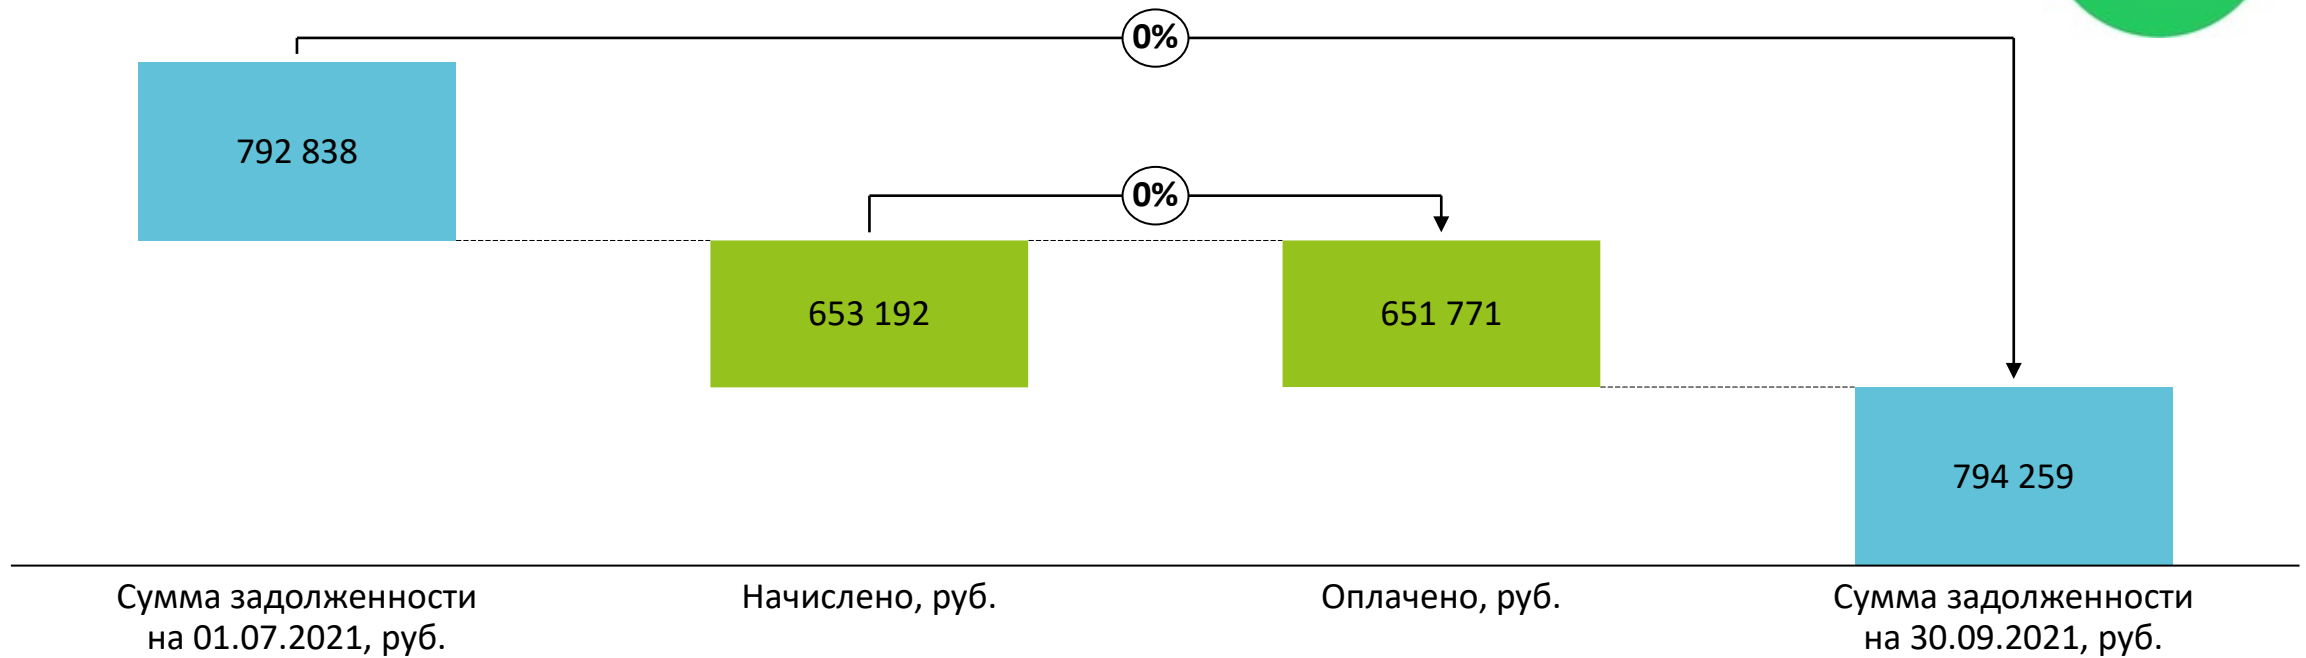 0%
792 838
0%
653 192
651 771
794 259
Сумма задолженности
на 01.07.2021, руб.
Начислено, руб.
Оплачено, руб.
Сумма задолженности
на 30.09.2021, руб.